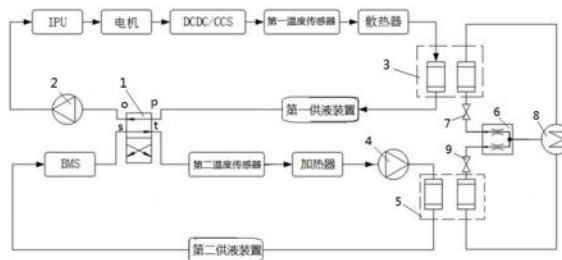 IPU
电机
DCDC/CCS
第一温度传感器
散热器
2
1
3
o
p
第一供液装置
s
t
7
6
8
BMS
第二温度传感器
加热器
4
9
5
第二供液装置